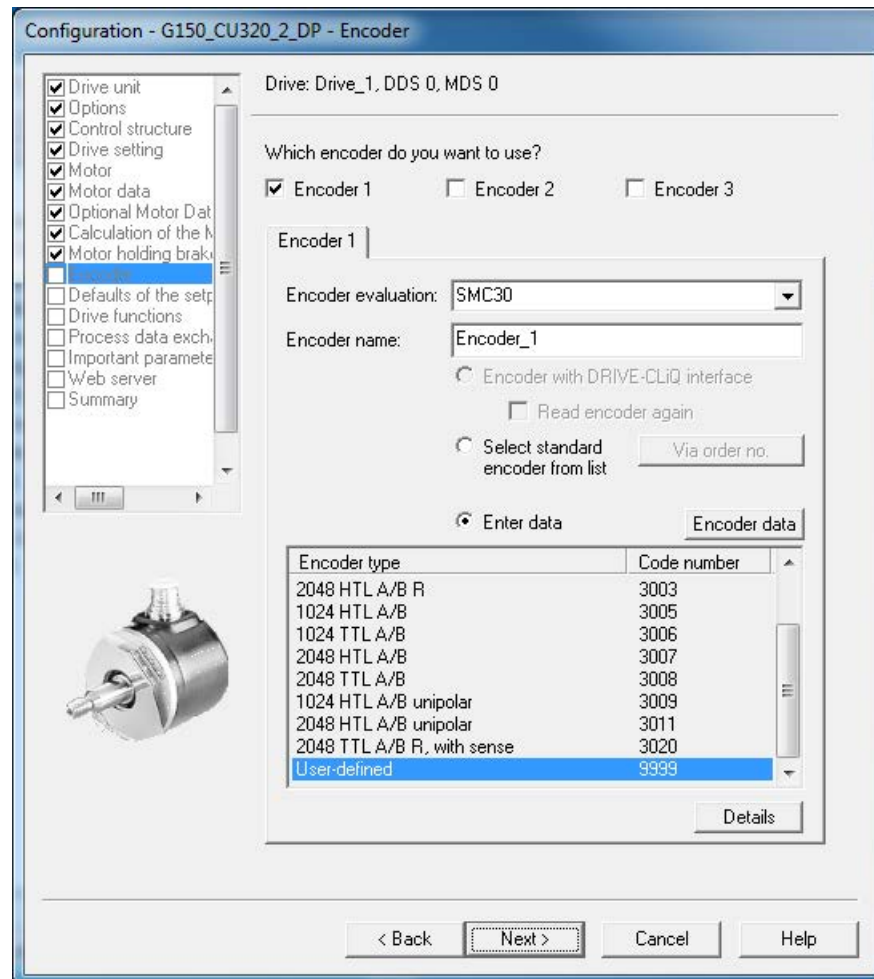 Configuration - G150_CU320_2_DP - Encoder
Drive unit
Options
Control structure
Drive setting
Motor
Motor data
Optional Motor Dat
Calculation of the M
Motor holding brak
Encoder
Defaults of the setp
Drive functions
Process data exch
Important paramete
Web server
Summary
Drive: Drive_1, DDS 0, MDS 0
Which encoder do you want to use?
Encoder 1 Encoder 2 Encoder 3
Encoder 1
Encoder evaluation: SMC30
Encoder name: Encoder_1
Encoder with DRIVE-CLiQ interface
Read encoder again
Select standard
encoder from list
Via order no.
Enter data Encoder data
Encoder type Code number
2048 HTL A/B R 3003
1024 HTL A/B 3005
1024 TTL A/B 3006
2048 HTL A/B 3007
2048 TTL A/B 3008
1024 HTL A/B unipolar 3009
2048 HTL A/B unipolar 3011
2048 TTL A/B R, with sense 3020
User-defined 9999
Details
< Back Next > Cancel Help